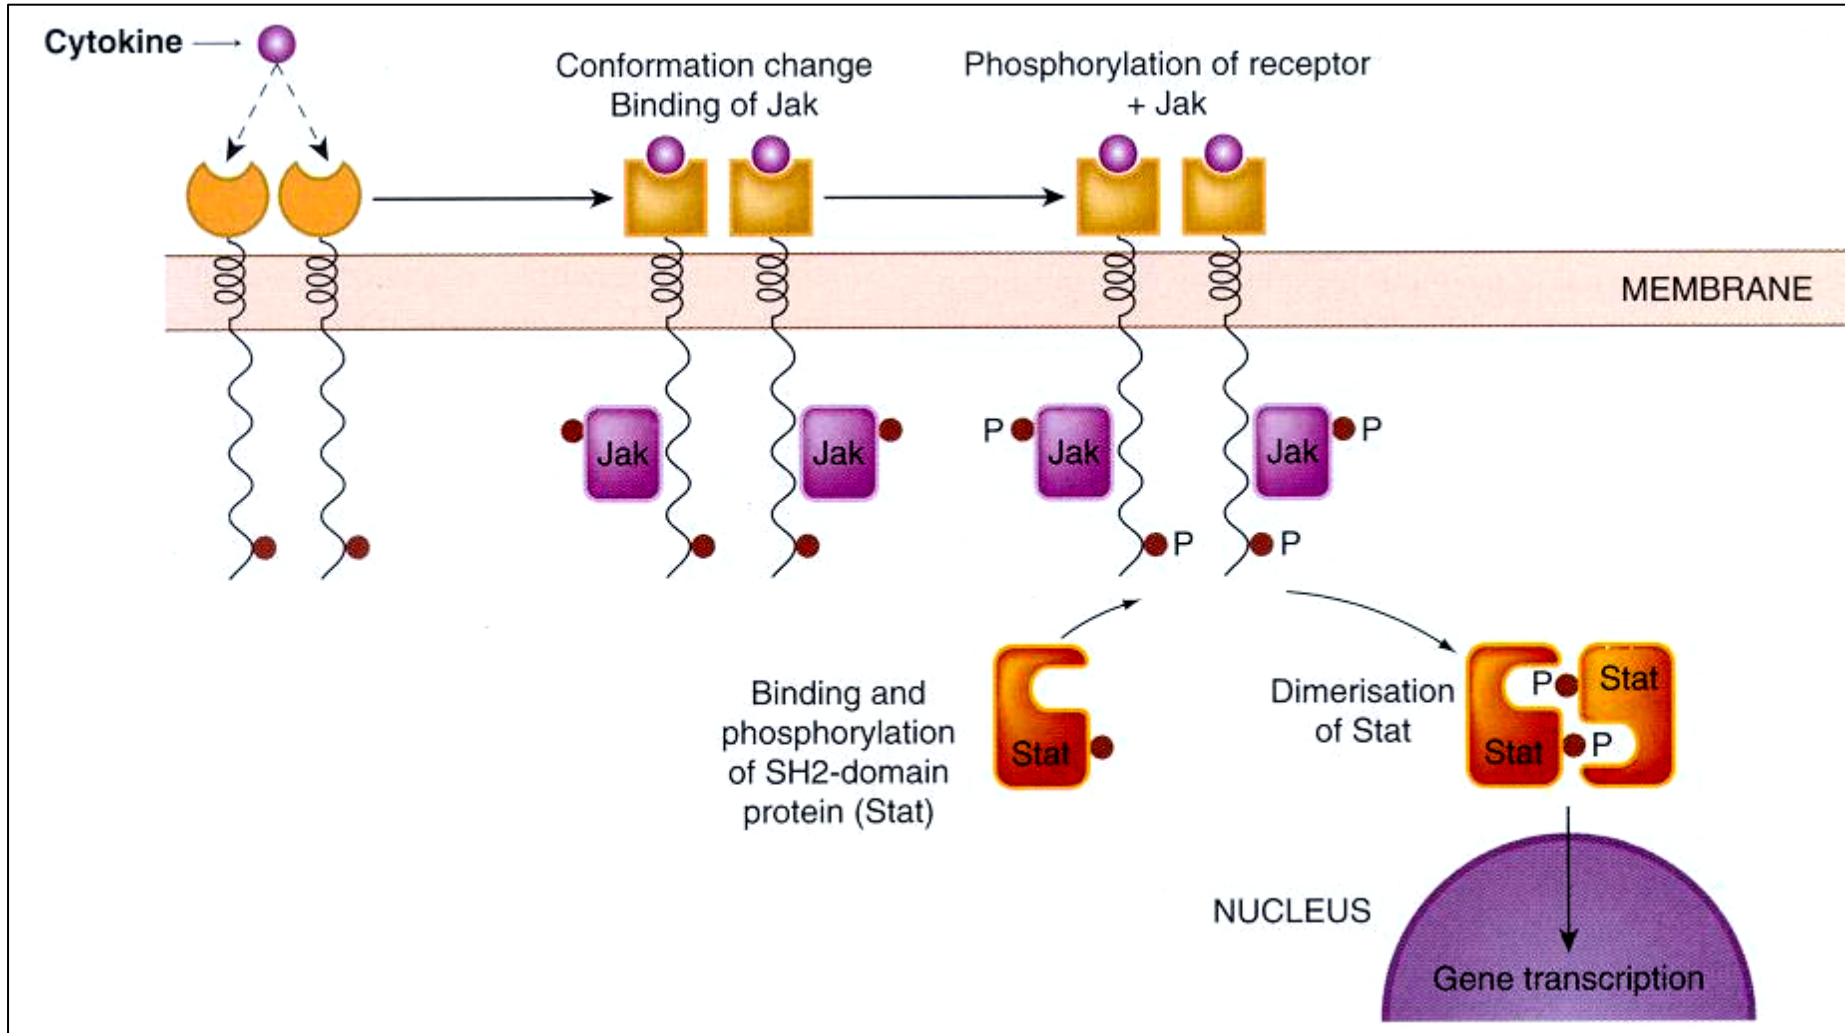 Cytokine
Conformation change
Binding of Jak
Phosphorylation of receptor
+ Jak
MEMBRANE
Jak
Jak
P
Jak
Jak
P
P
P
Binding and
phosphorylation
of SH2-domain
protein (Stat)
Stat
Dimerisation
of Stat
P
Stat
Stat
P
NUCLEUS
Gene transcription